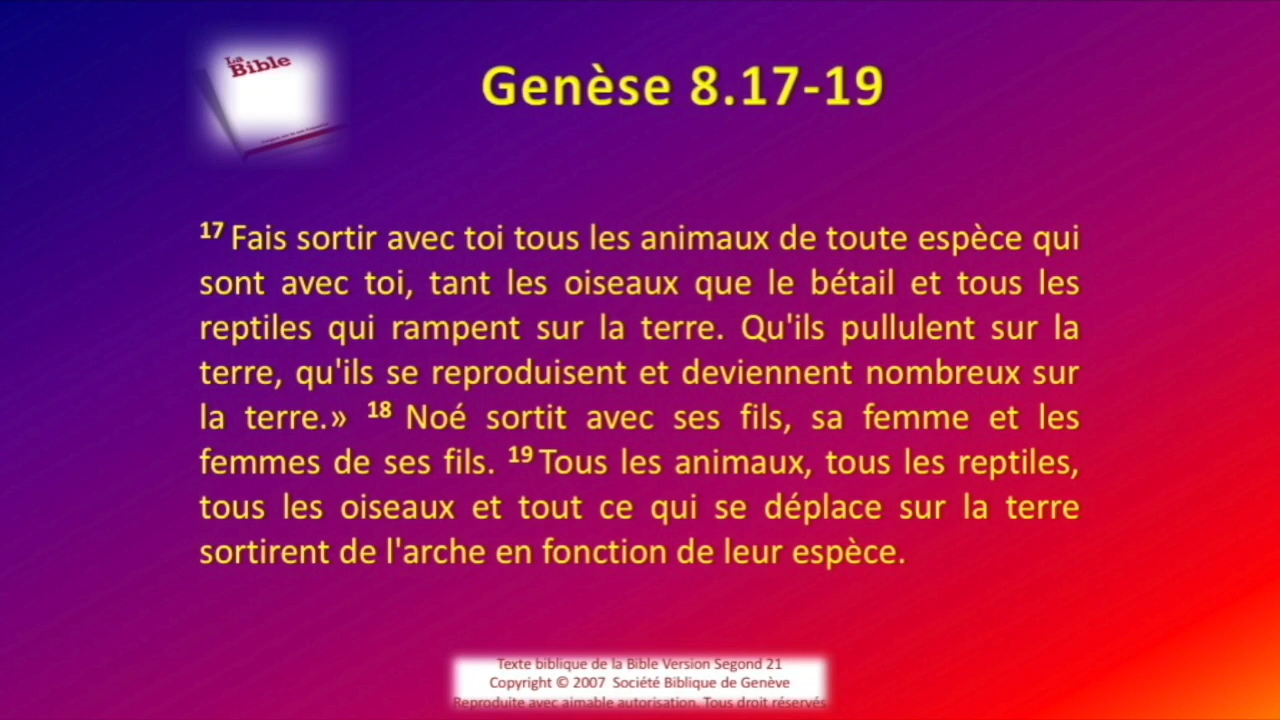 La
Bible
Genèse 8.17-19
17 Fais sortir avec toi tous les animaux de toute espèce qui
sont avec toi, tant les oiseaux que le bétail et tous les
reptiles qui rampent sur la terre. Qu'ils pullulent sur la
terre, qu'ils se reproduisent et deviennent nombreux sur
la terre.» 18 Noé sortit avec ses fils, sa femme et les
femmes de ses fils. 19 Tous les animaux, tous les reptiles,
tous les oiseaux et tout ce qui se déplace sur la terre
sortirent de l'arche en fonction de leur espèce.
Texte biblique de la Bible Version Segond 21
Copyright © 2007 Société Biblique de Genève
Reproduite avec aimable autorisation. Tous droit réservés